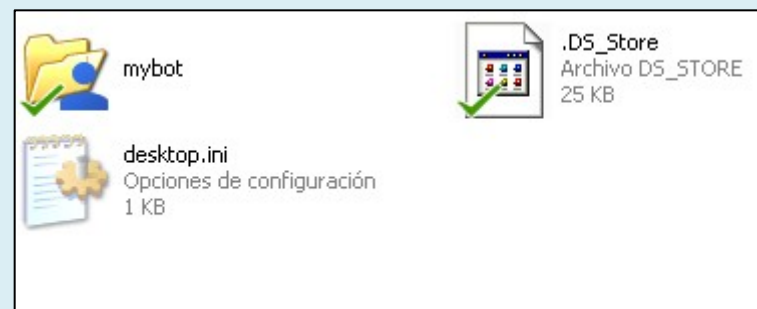 mybot
.DS_Store
Archivo DS_STORE
25 KB
desktop.ini
Opciones de configuración
1 KB